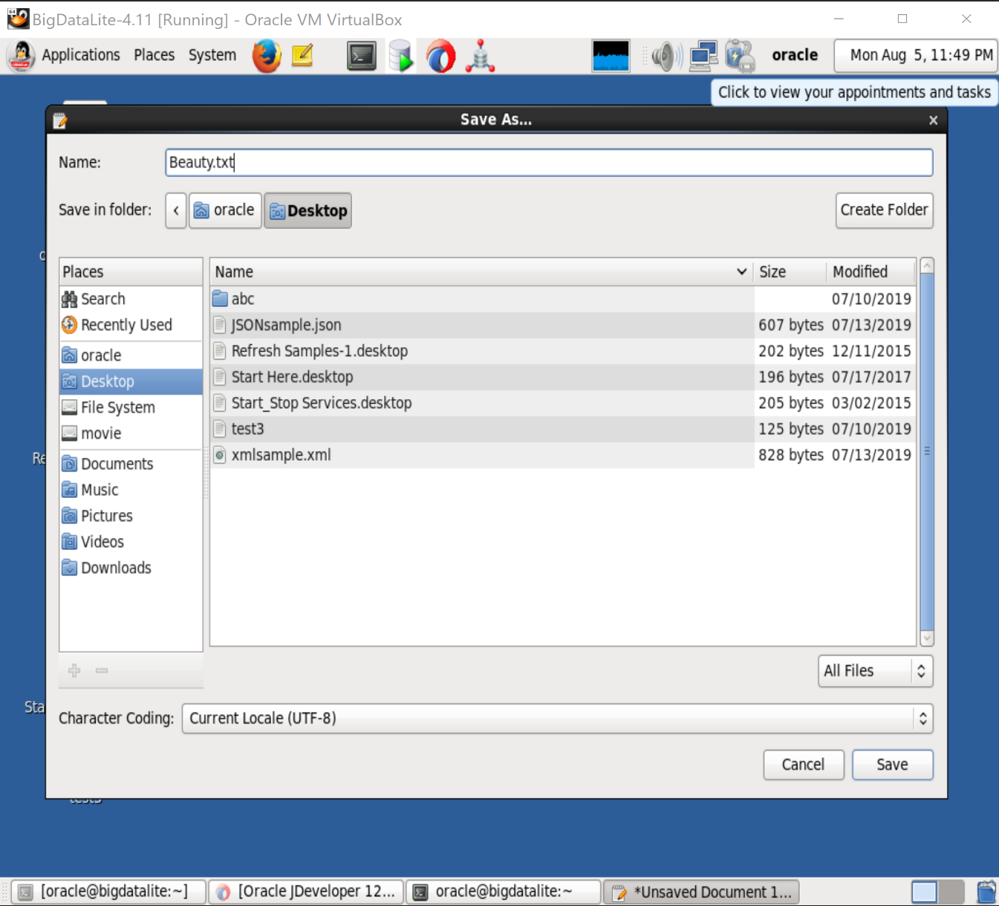 BigDataLite-4.11 [Running] - Oracle VM VirtualBox
Applications Places System oracle Mon Aug 5, 11:49 PM
Click to view your appointments and tasks
Save As...
Name: Beauty.txt
Save in folder: < oracle Desktop Create Folder
Places Name Size Modified
Search abc 07/10/2019
Recently Used JSONsample.json 607 bytes 07/13/2019
oracle Refresh Samples-1.desktop 202 bytes 12/11/2015
Desktop Start Here.desktop 196 bytes 07/17/2017
File System Start_Stop Services.desktop 205 bytes 03/02/2015
movie test3 125 bytes 07/10/2019
Re Documents xmlsample.xml 828 bytes 07/13/2019
Music
Pictures
Videos
Downloads
All Files
Sta
Character Coding: Current Locale (UTF-8)
Cancel Save
[oracle@bigdatalite:~] [Oracle JDeveloper 12... oracle@bigdatalite:~ *Unsaved Document 1...